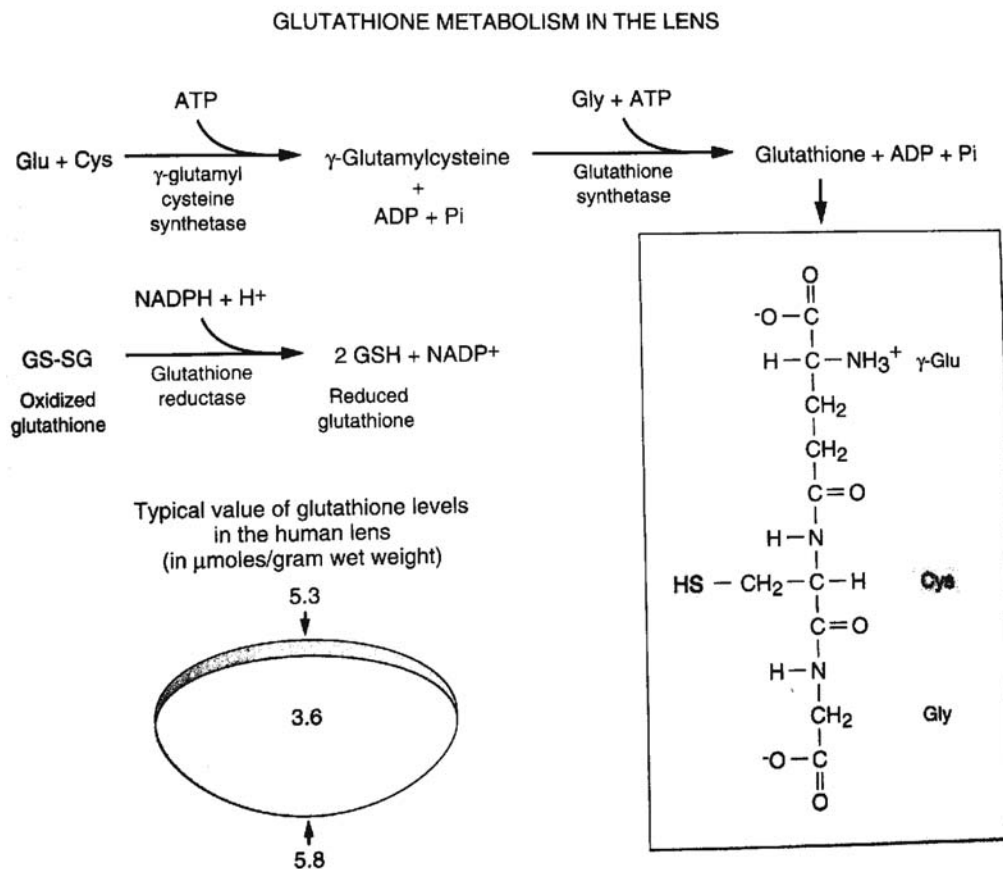 GLUTATHIONE METABOLISM IN THE LENS
ATP
Gly + ATP
Glu + Cys
γ-Glutamylcysteine
+
ADP + Pi
Glutathione + ADP + Pi
γ-glutamyl
cysteine
synthetase
Glutathione
synthetase
NADPH + H+
GS-SG
2 GSH + NADP+
Glutathione
reductase
Oxidized
glutathione
Reduced
glutathione
Typical value of glutathione levels
in the human lens
(in μmoles/gram wet weight)
5.3
3.6
5.8
O
-O—C
H—C—NH3+ γ-Glu
CH2
CH2
C=O
H—N
HS—CH2—C—H Cys
C=O
H—N
CH2 Gly
-O—C
O